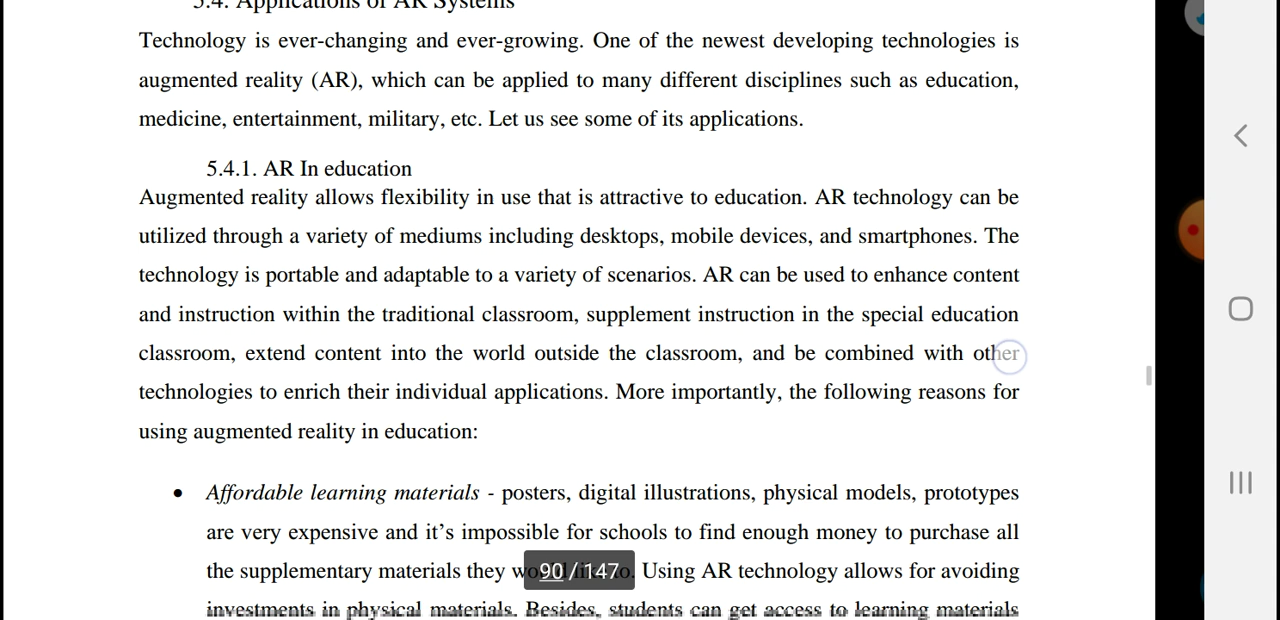 5.4. Applications of AR Systems
Technology is ever-changing and ever-growing. One of the newest developing technologies is
augmented reality (AR), which can be applied to many different disciplines such as education,
medicine, entertainment, military, etc. Let us see some of its applications.
5.4.1. AR In education
Augmented reality allows flexibility in use that is attractive to education. AR technology can be
utilized through a variety of mediums including desktops, mobile devices, and smartphones. The
technology is portable and adaptable to a variety of scenarios. AR can be used to enhance content
and instruction within the traditional classroom, supplement instruction in the special education
classroom, extend content into the world outside the classroom, and be combined with other
technologies to enrich their individual applications. More importantly, the following reasons for
using augmented reality in education:
• Affordable learning materials - posters, digital illustrations, physical models, prototypes
are very expensive and it's impossible for schools to find enough money to purchase all
the supplementary materials they Using AR technology allows for avoiding
90 / 147
investments in physical materials. Besides, students can get access to learning materials